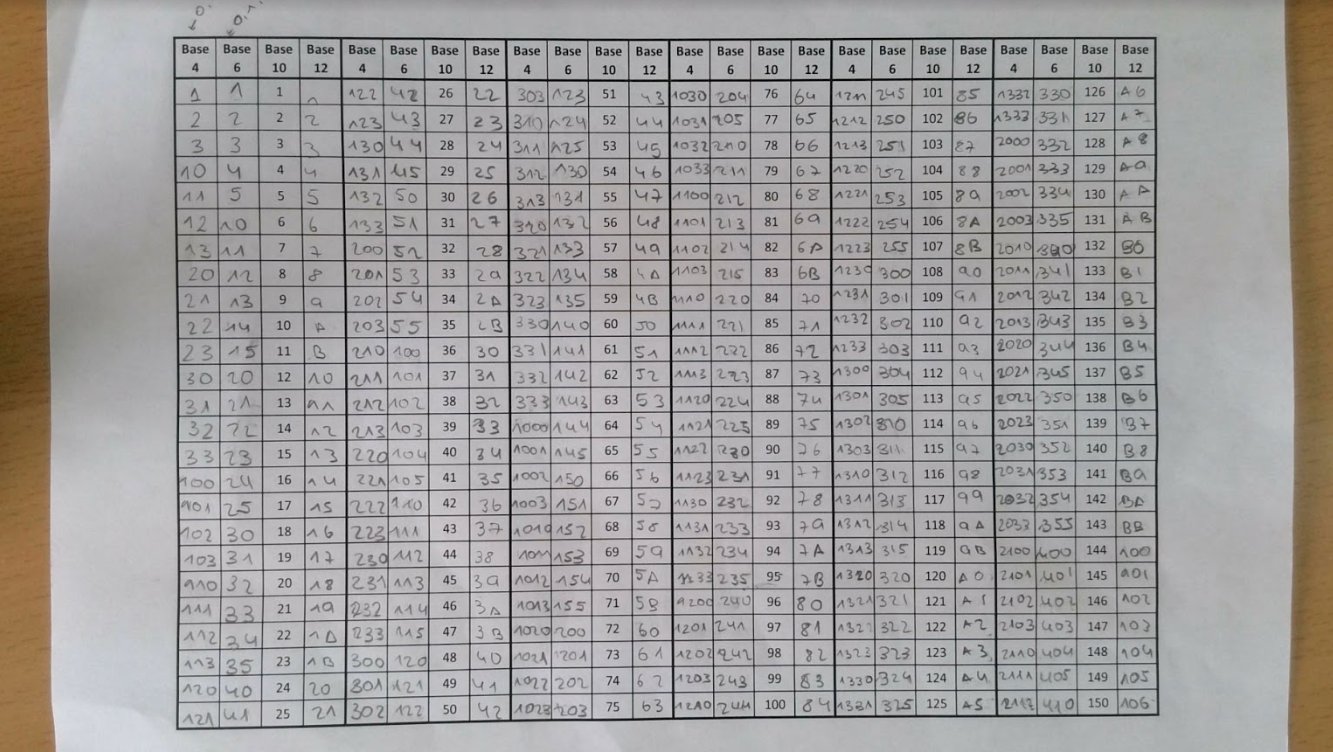 0.
Base Base Base Base Base Base Base Base Base Base Base Base Base Base Base Base Base Base Base Base Base Base Base Base
4 6 10 12 4 6 10 12 4 6 10 12 4 6 10 12 4 6 10 12 4 6 10 12
1 1 1 1 122 42 26 22 303 123 51 43 1030 204 76 64 1211 245 101 85 1332 330 126 A6
2 2 2 2 123 43 27 23 310 124 52 44 1031 205 77 65 1212 250 102 86 1333 331 127 A7
3 3 3 3 130 44 28 24 311 125 53 45 1032 210 78 66 1213 251 103 87 2000 332 128 A8
10 4 4 4 131 45 29 25 312 130 54 46 1033 211 79 67 1220 252 104 88 2001 333 129 A9
11 5 5 5 132 50 30 26 313 131 55 47 1100 212 80 68 1221 253 105 89 2002 334 130 AA
12 10 6 6 133 51 31 27 320 132 56 48 1101 213 81 69 1222 254 106 8A 2003 335 131 AB
13 11 7 7 200 52 32 28 321 133 57 49 1102 214 82 6A 1223 255 107 8B 2010 340 132 B0
20 12 8 8 201 53 33 29 322 134 58 4A 1103 215 83 6B 1230 300 108 90 2011 341 133 B1
21 13 9 9 202 54 34 2A 323 135 59 4B 1110 220 84 70 1231 301 109 91 2012 342 134 B2
22 14 10 A 203 55 35 2B 330 140 60 50 1111 221 85 71 1232 302 110 92 2013 343 135 B3
23 15 11 B 210 100 36 30 331 141 61 51 1112 222 86 72 1233 303 111 93 2020 344 136 B4
30 20 12 10 211 101 37 31 332 142 62 52 1113 223 87 73 1300 304 112 94 2021 345 137 B5
31 21 13 11 212 102 38 32 333 143 63 53 1120 224 88 74 1301 305 113 95 2022 350 138 B6
32 22 14 12 213 103 39 33 1000 144 64 54 1121 225 89 75 1302 310 114 96 2023 351 139 B7
33 23 15 13 220 104 40 34 1001 145 65 55 1122 230 90 76 1303 311 115 97 2030 352 140 B8
100 24 16 14 221 105 41 35 1002 150 66 56 1123 231 91 77 1310 312 116 98 2031 353 141 B9
101 25 17 15 222 110 42 36 1003 151 67 57 1130 232 92 78 1311 313 117 99 2032 354 142 BA
102 30 18 16 223 111 43 37 1010 152 68 58 1131 233 93 79 1312 314 118 9A 2033 355 143 BB
103 31 19 17 230 112 44 38 1011 153 69 59 1132 234 94 7A 1313 315 119 9B 2100 400 144 100
110 32 20 18 231 113 45 39 1012 154 70 5A 1133 235 95 7B 1320 320 120 A0 2101 401 145 101
111 33 21 19 232 114 46 3A 1013 155 71 5B 1200 240 96 80 1321 321 121 A1 2102 402 146 102
112 34 22 1A 233 115 47 3B 1020 200 72 60 1201 241 97 81 1322 322 122 A2 2103 403 147 103
113 35 23 1B 300 120 48 40 1021 201 73 61 1202 242 98 82 1323 323 123 A3 2110 404 148 104
120 40 24 20 301 121 49 41 1022 202 74 62 1203 243 99 83 1330 324 124 A4 2111 405 149 105
121 41 25 21 302 122 50 42 1023 203 75 63 1210 244 100 84 1331 325 125 A5 2112 410 150 106